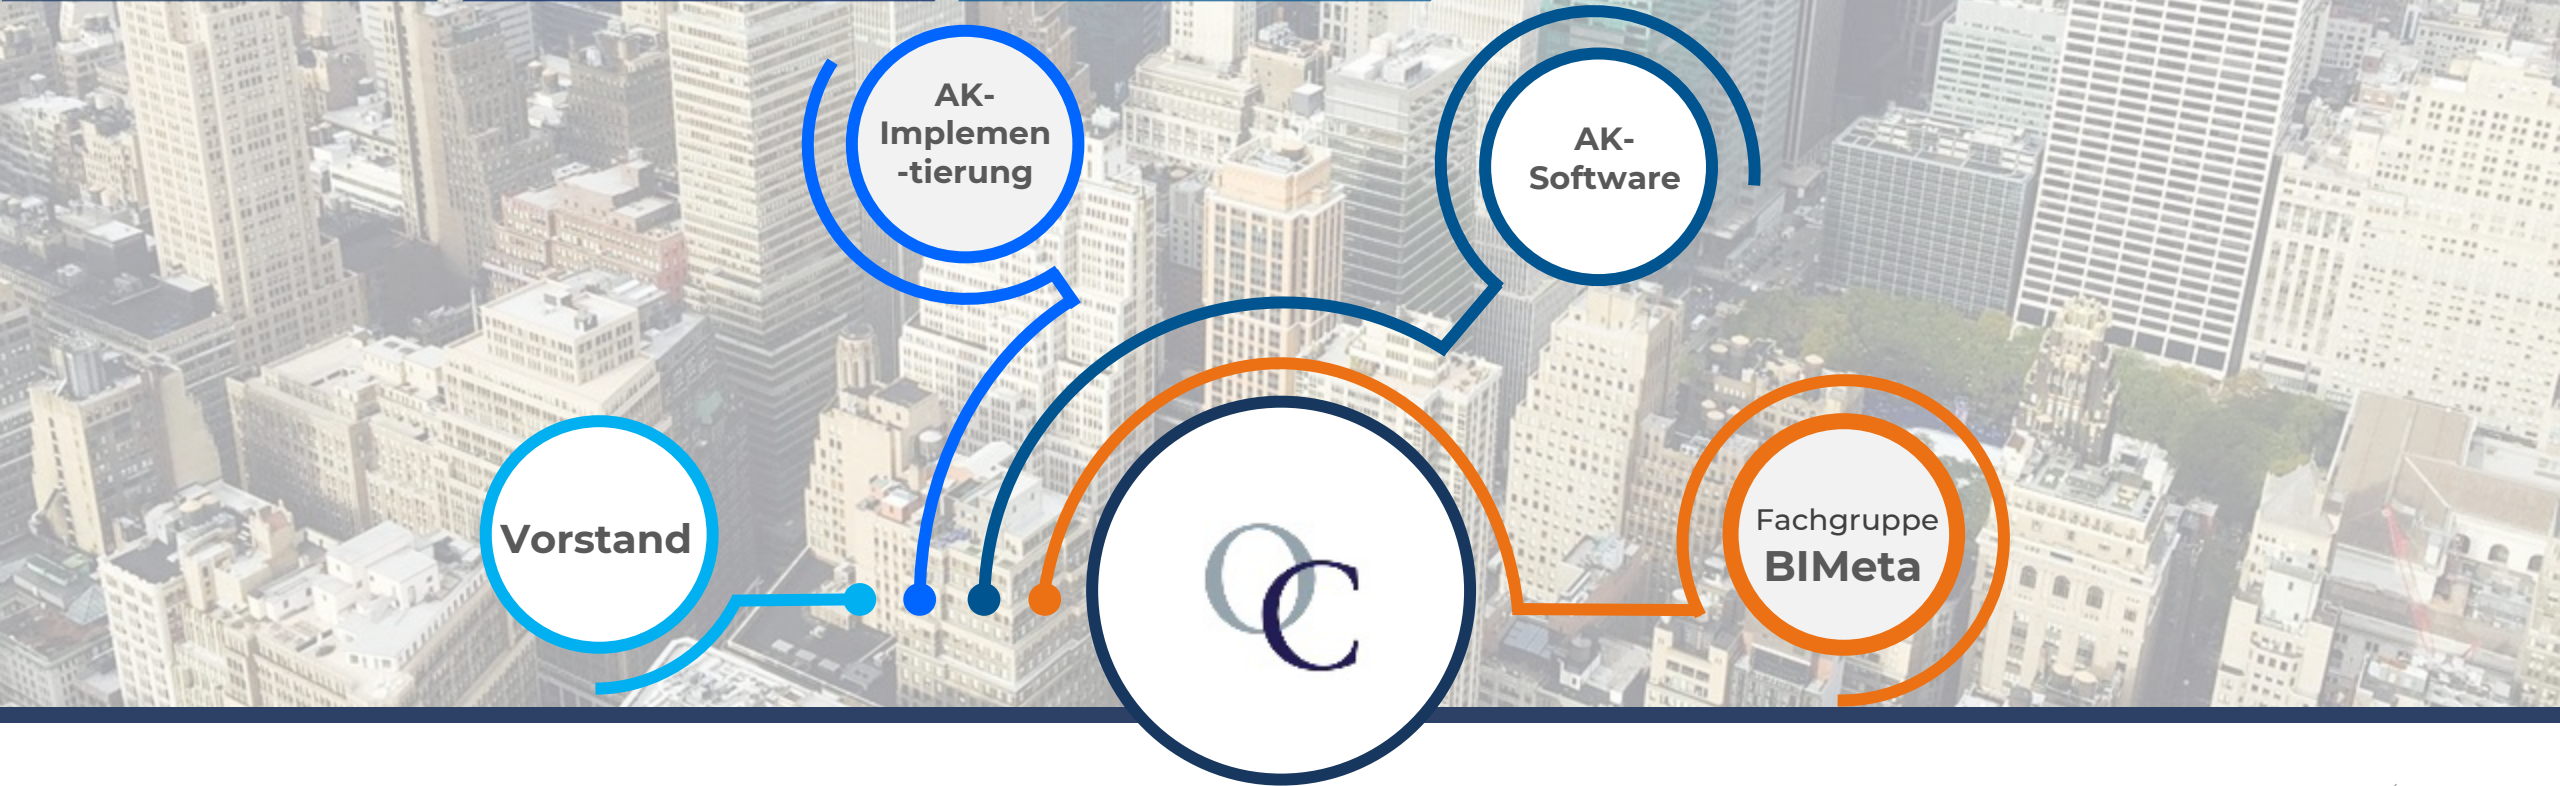 AK-
Implemen
-tierung
AK-
Software
Vorstand
Fachgruppe
BIMeta
OC